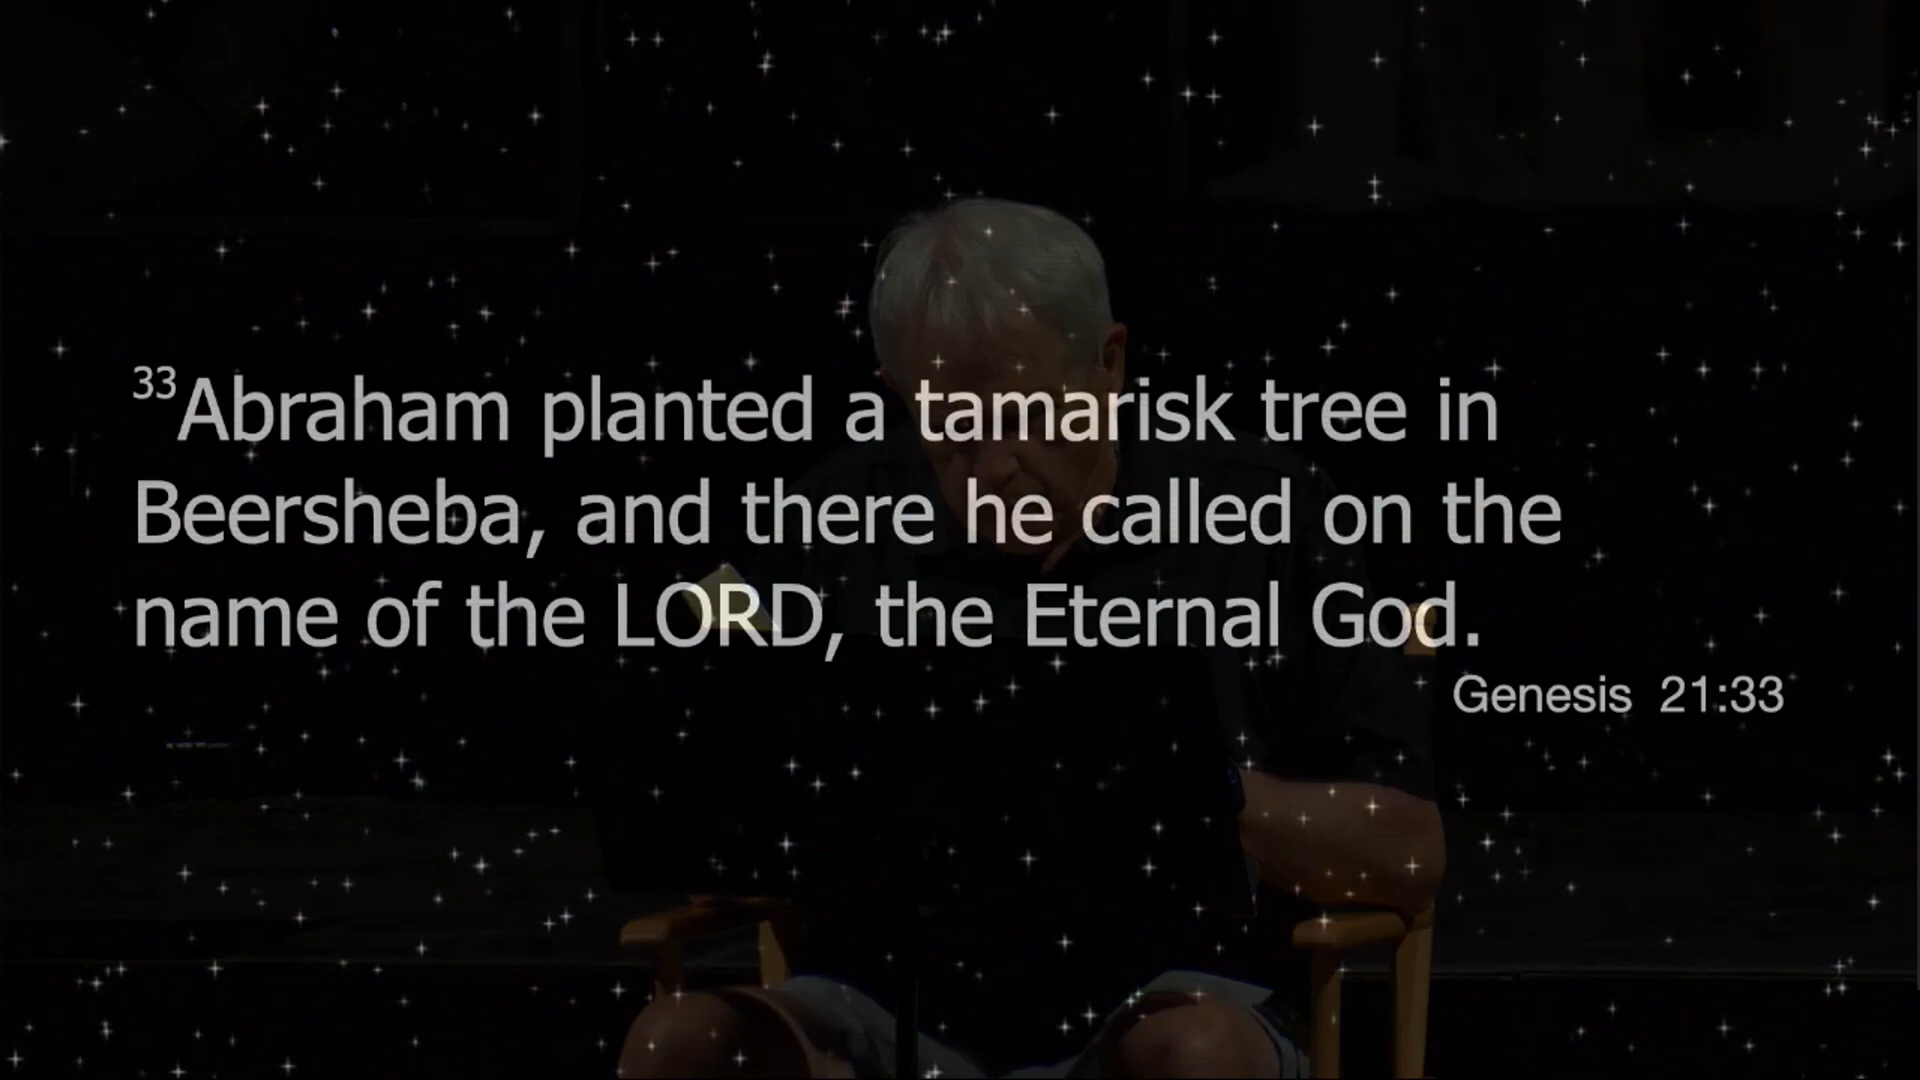 33Abraham planted a tamarisk tree in
Beersheba, and there he called on the
name of the LORD, the Eternal God.
Genesis 21:33